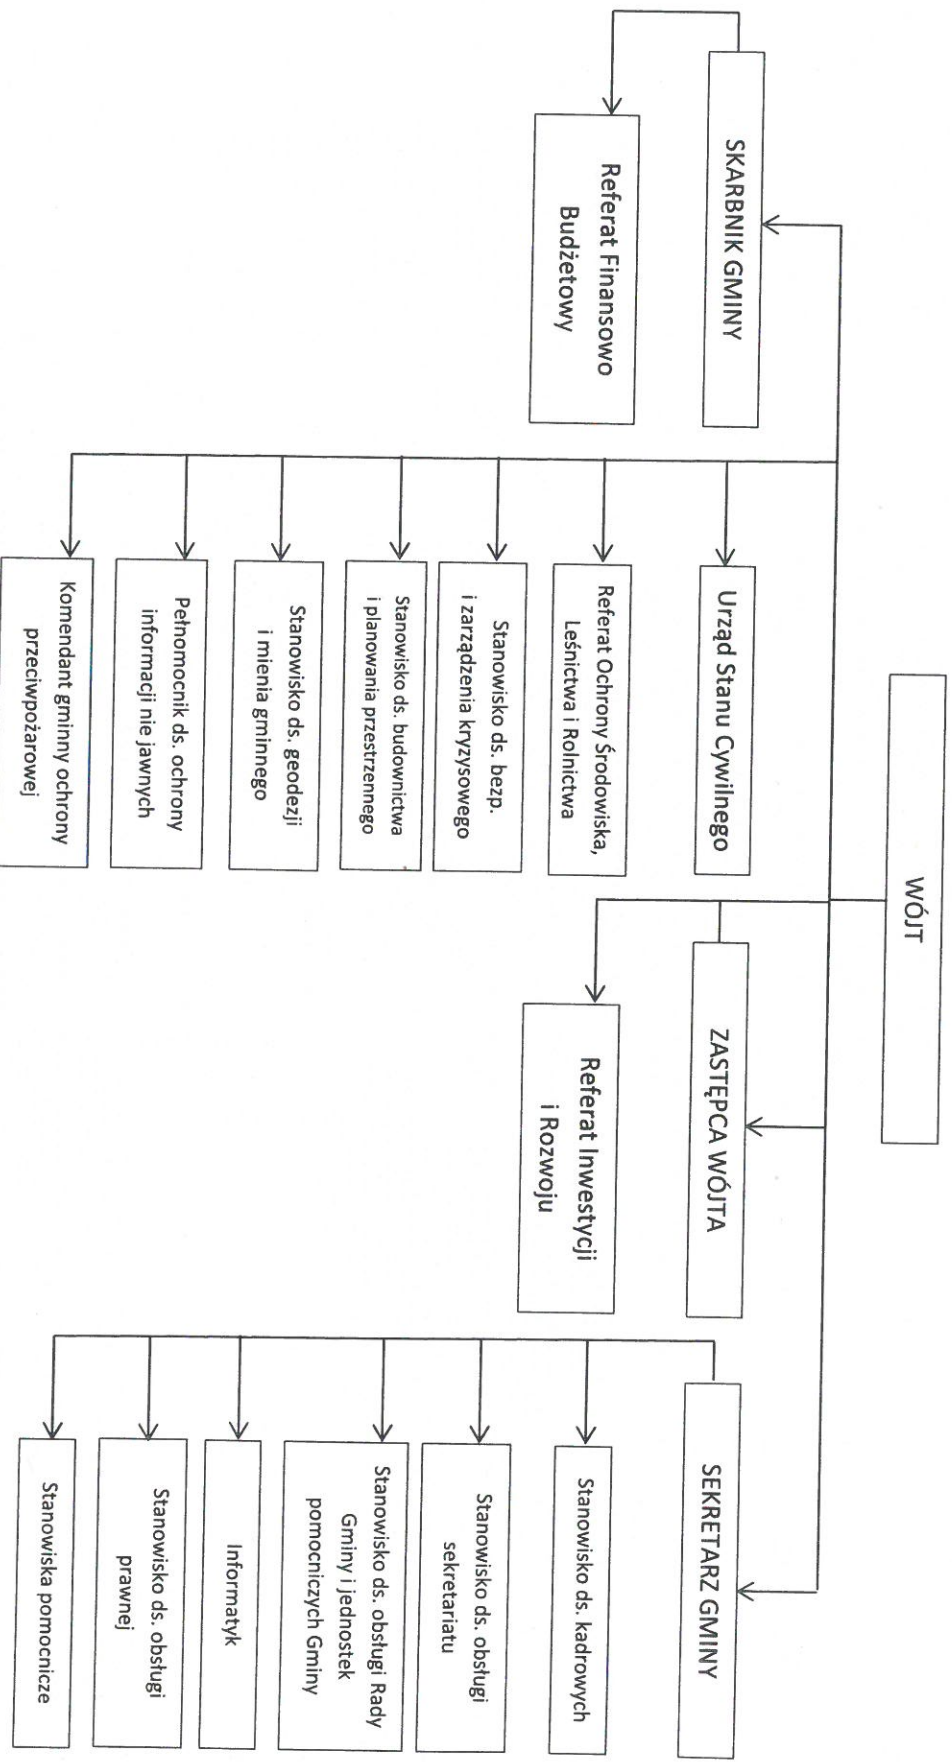 WÓJT
SKARBNIK GMINY
Referat Finansowo
Budżetowy
Urząd Stanu Cywilnego
Referat Ochrony Środowiska,
Leśnictwa i Rolnictwa
Stanowisko ds. bezp.
i zarządzenia kryzysowego
Stanowisko ds. budownictwa
i planowania przestrzennego
Stanowisko ds. geodezji
i mienia gminnego
Pełnomocnik ds. ochrony
informacji nie jawnych
Komendant gminny ochrony
przeciwpożarowej
ZASTĘPCA WÓJTA
Referat Inwestycji
i Rozwoju
SEKRETARZ GMINY
Stanowisko ds. kadrowych
Stanowisko ds. obsługi
sekretariatu
Stanowisko ds. obsługi Rady
Gminy i jednostek
pomocniczych Gminy
Informatyk
Stanowisko ds. obsługi
prawnej
Stanowiska pomocnicze